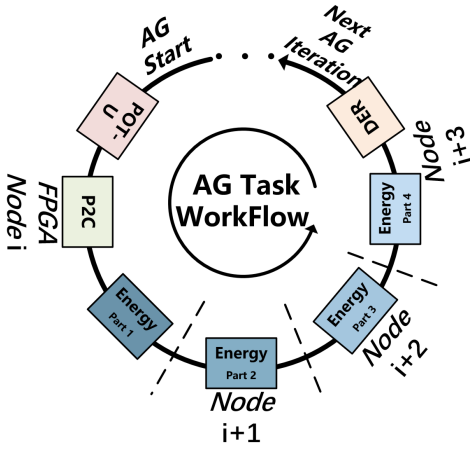 AG
Start
POT-
U
P2C
FPGA
Node i
Energy
Part 1
Energy
Part 2
Node
i+1
Energy
Part 3
Node
i+2
Energy
Part 4
Node
i+3
DER
Next
AG
Iteration
AG Task
WorkFlow